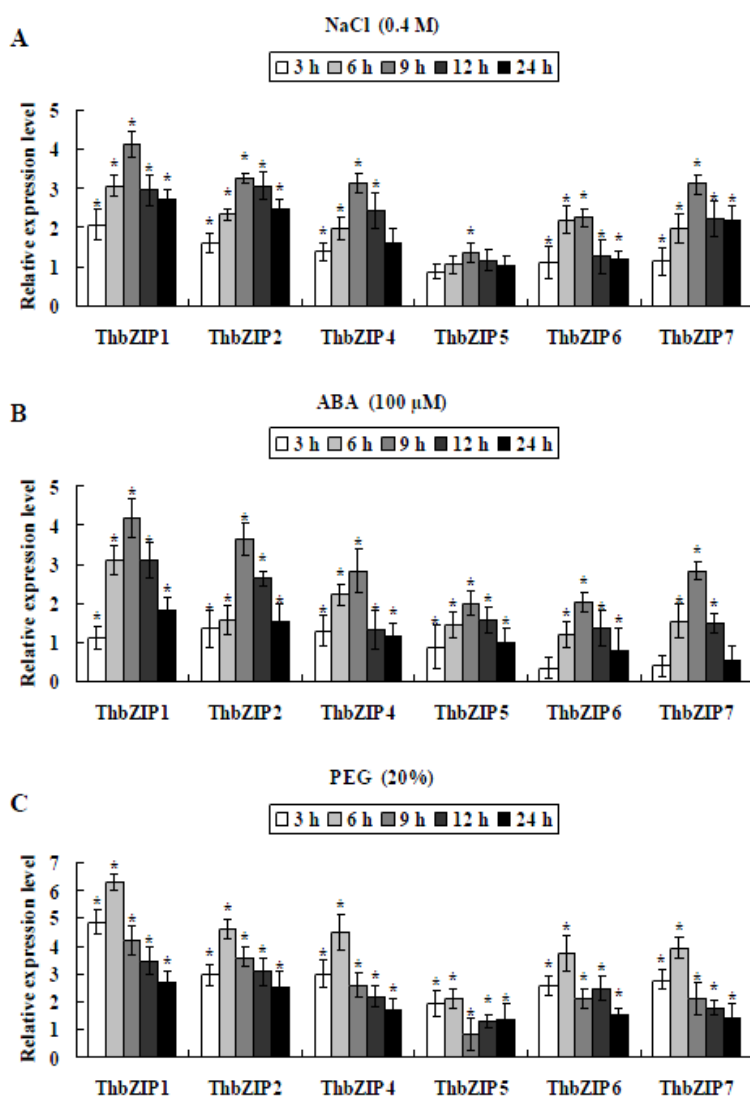 A
NaCl (0.4 M)
3 h 6 h 9 h 12 h 24 h
Relative expression level
5
4
3
2
1
0
* * * * * * * * * * * * * * * * * * * * * * * * *
ThbZIP1 ThbZIP2 ThbZIP4 ThbZIP5 ThbZIP6 ThbZIP7
B
ABA (100 μM)
3 h 6 h 9 h 12 h 24 h
Relative expression level
5
4
3
2
1
0
* * * * * * * * * * * * * * * * * * * * * * * * * * *
ThbZIP1 ThbZIP2 ThbZIP4 ThbZIP5 ThbZIP6 ThbZIP7
C
PEG (20%)
3 h 6 h 9 h 12 h 24 h
Relative expression level
7
6
5
4
3
2
1
0
* * * * * * * * * * * * * * * * * * * * * * * * * * * * * *
ThbZIP1 ThbZIP2 ThbZIP4 ThbZIP5 ThbZIP6 ThbZIP7